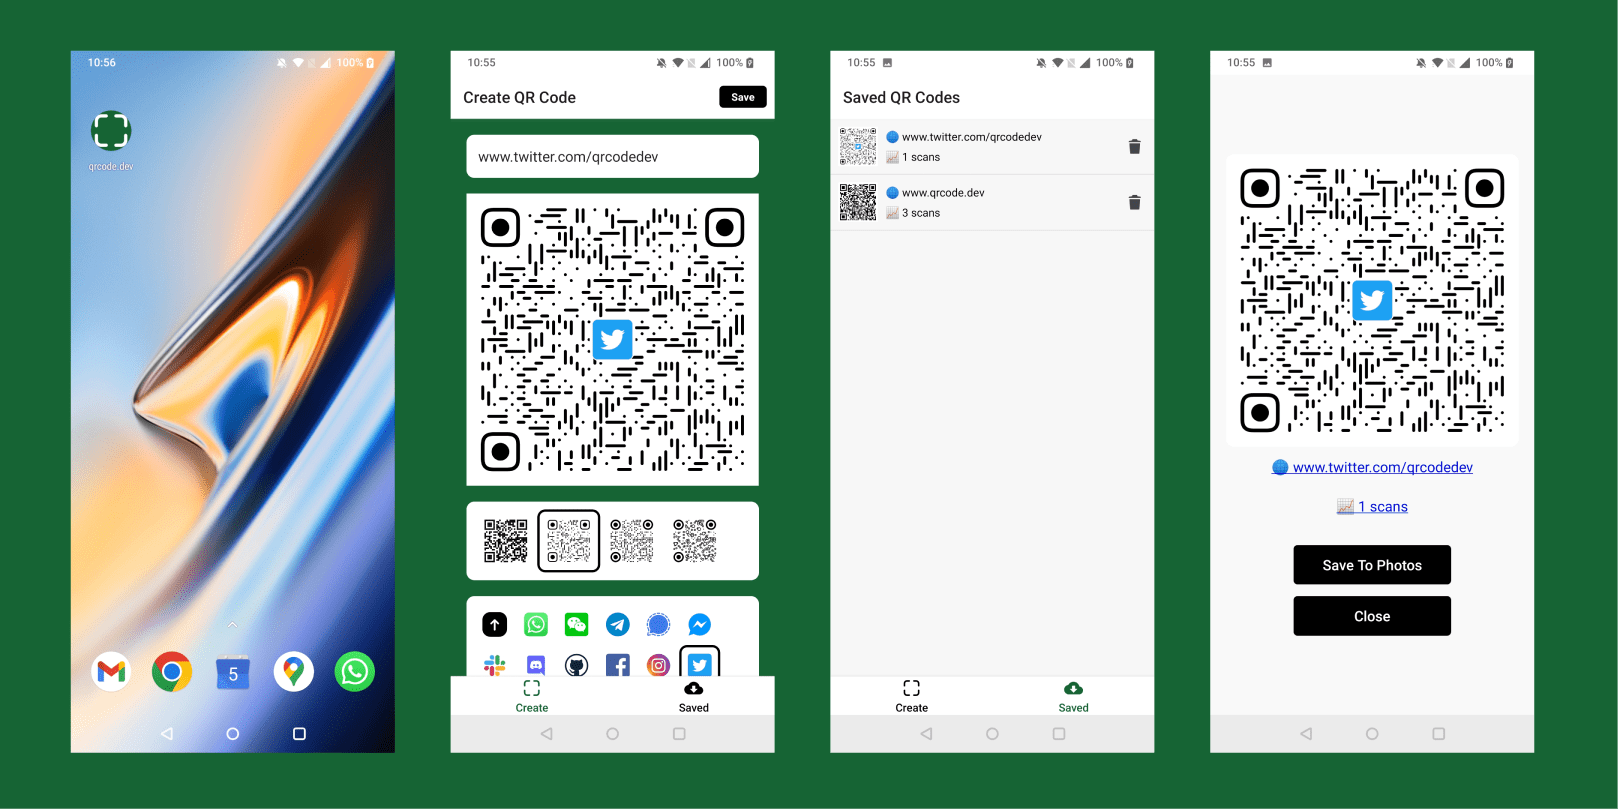 10:56
100%
qrcode.dev
5
10:55
100%
Create QR Code
Save
www.twitter.com/qrcodedev
Create
Saved
10:55
100%
Saved QR Codes
www.twitter.com/qrcodedev
1 scans
www.qrcode.dev
3 scans
Create
Saved
10:55
100%
www.twitter.com/qrcodedev
1 scans
Save To Photos
Close